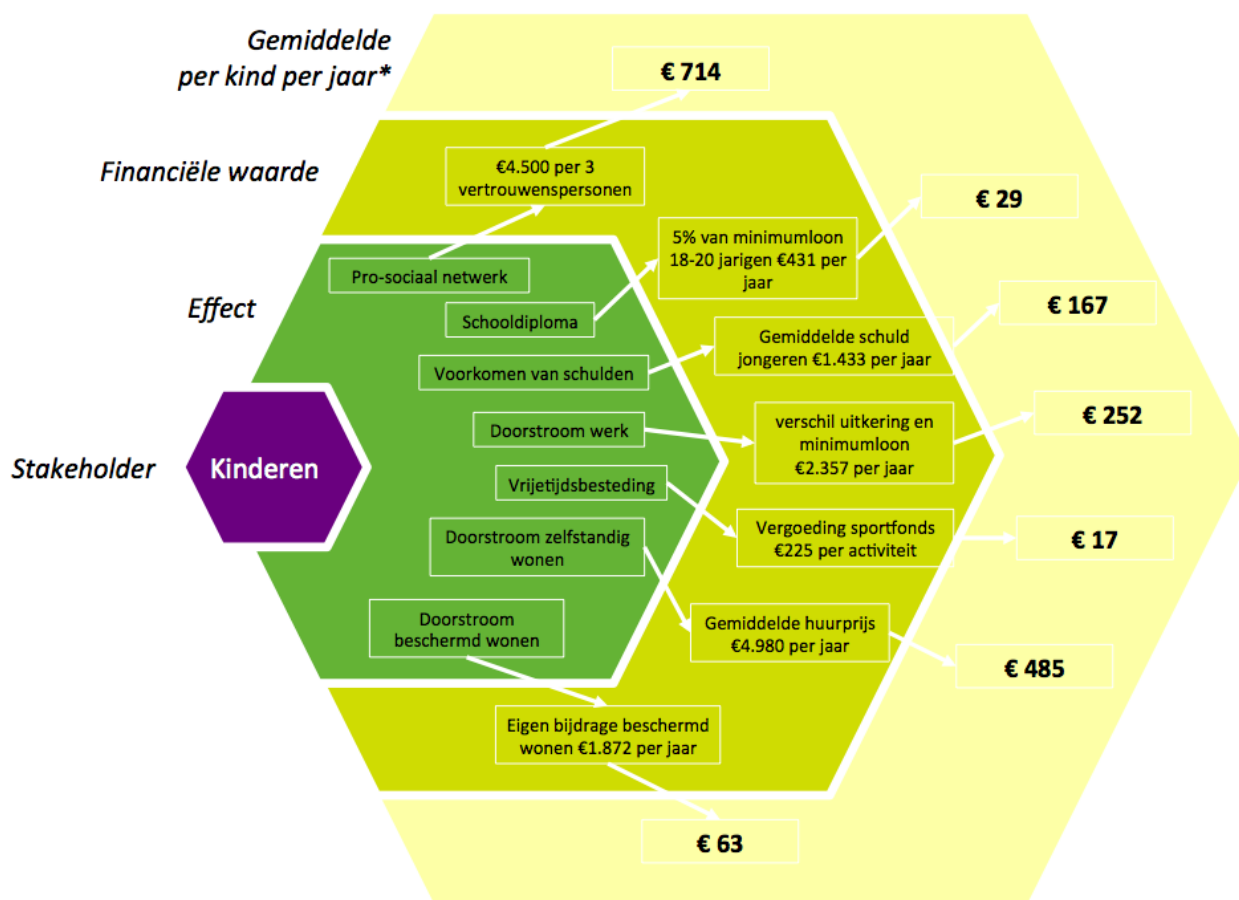 Gemiddelde
per kind per jaar*
€ 714
Financiële waarde
€4.500 per 3
vertrouwenspersonen
€ 29
5% van minimumloon
18-20 jarigen €431 per
jaar
Pro-sociaal netwerk
Effect
Schooldiploma
€ 167
Gemiddelde schuld
jongeren €1.433 per jaar
Voorkomen van schulden
€ 252
verschil uitkering en
minimumloon
€2.357 per jaar
Doorstroom werk
Stakeholder
Kinderen
Vrijetijdsbesteding
Vergoeding sportfonds
€225 per activiteit
€ 17
Doorstroom zelfstandig
wonen
Gemiddelde huurprijs
€4.980 per jaar
€ 485
Doorstroom
beschermd wonen
Eigen bijdrage beschermd
wonen €1.872 per jaar
€ 63